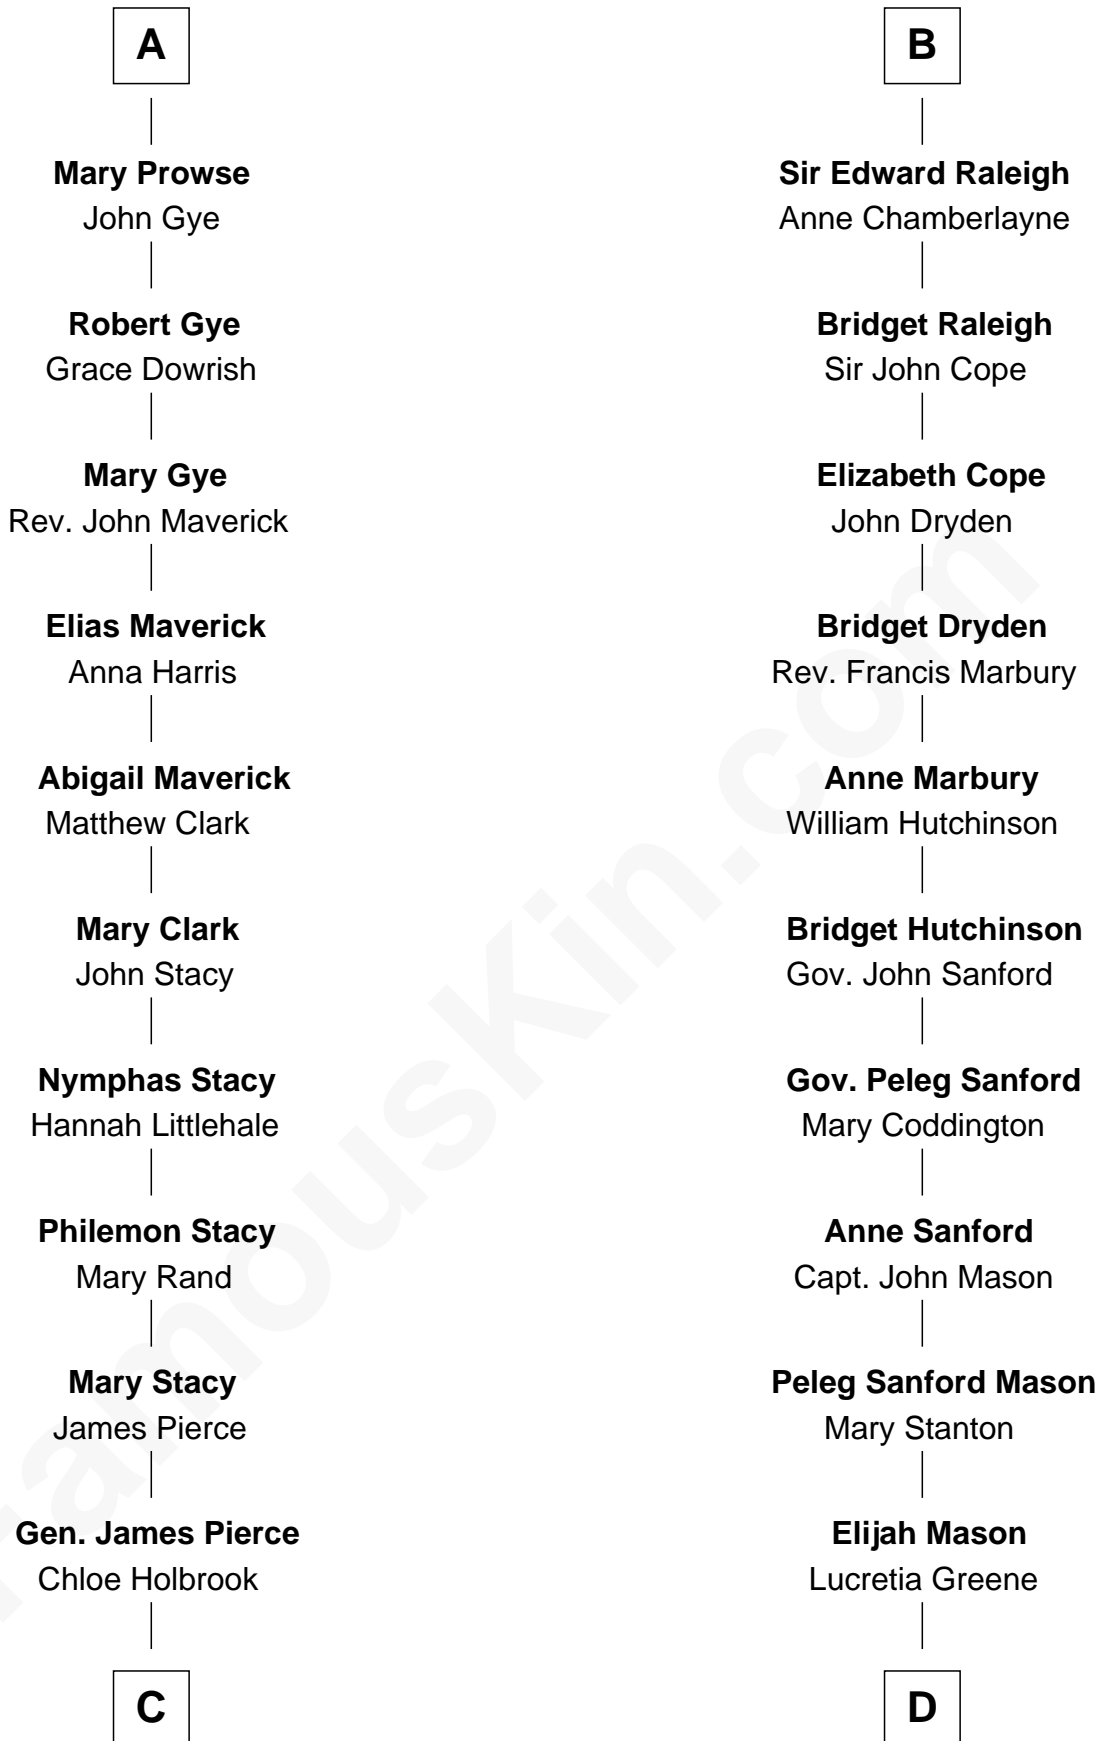 A
Mary Prowse
John Gye
Robert Gye
Grace Dowrish
Mary Gye
Rev. John Maverick
Elias Maverick
Anna Harris
Abigail Maverick
Matthew Clark
Mary Clark
John Stacy
Nymphas Stacy
Hannah Littlehale
Philemon Stacy
Mary Rand
Mary Stacy
James Pierce
Gen. James Pierce
Chloe Holbrook
C
B
Sir Edward Raleigh
Anne Chamberlayne
Bridget Raleigh
Sir John Cope
Elizabeth Cope
John Dryden
Bridget Dryden
Rev. Francis Marbury
Anne Marbury
William Hutchinson
Bridget Hutchinson
Gov. John Sanford
Gov. Peleg Sanford
Mary Coddington
Anne Sanford
Capt. John Mason
Peleg Sanford Mason
Mary Stanton
Elijah Mason
Lucretia Greene
D
FamousKin.com